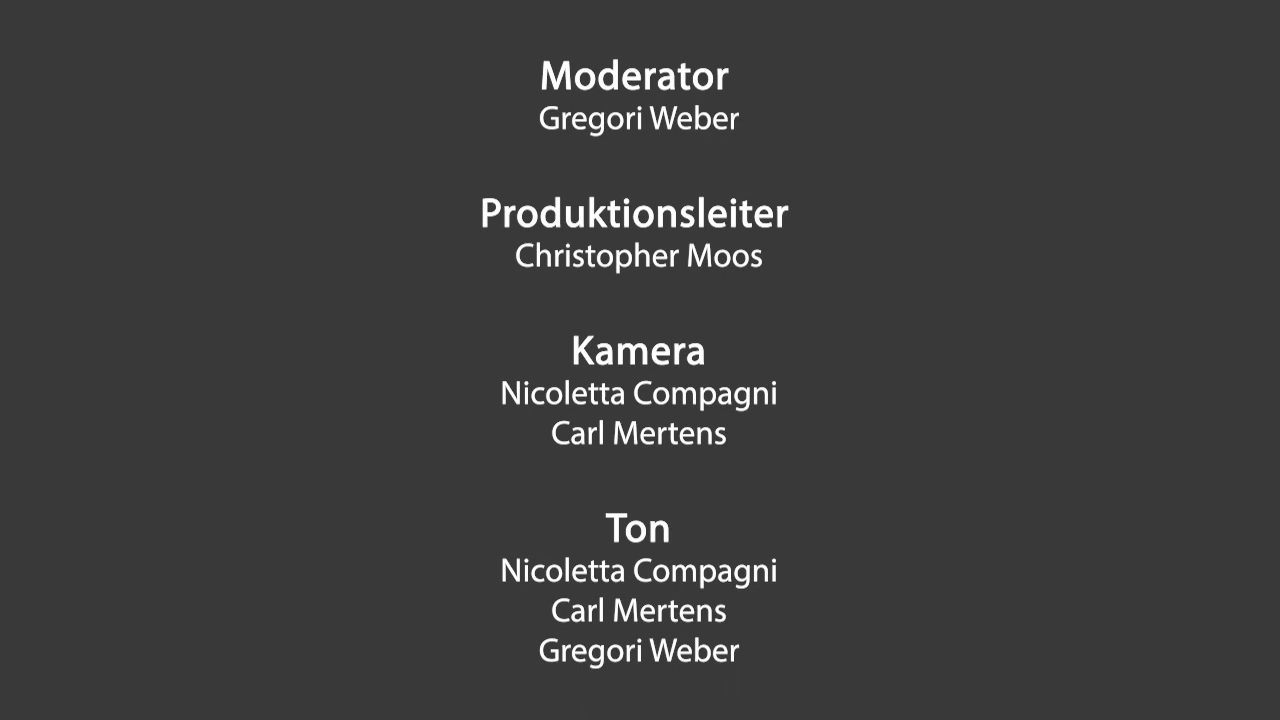 Moderator
Gregori Weber
Produktionsleiter
Christopher Moos
Kamera
Nicoletta Compagni
Carl Mertens
Ton
Nicoletta Compagni
Carl Mertens
Gregori Weber